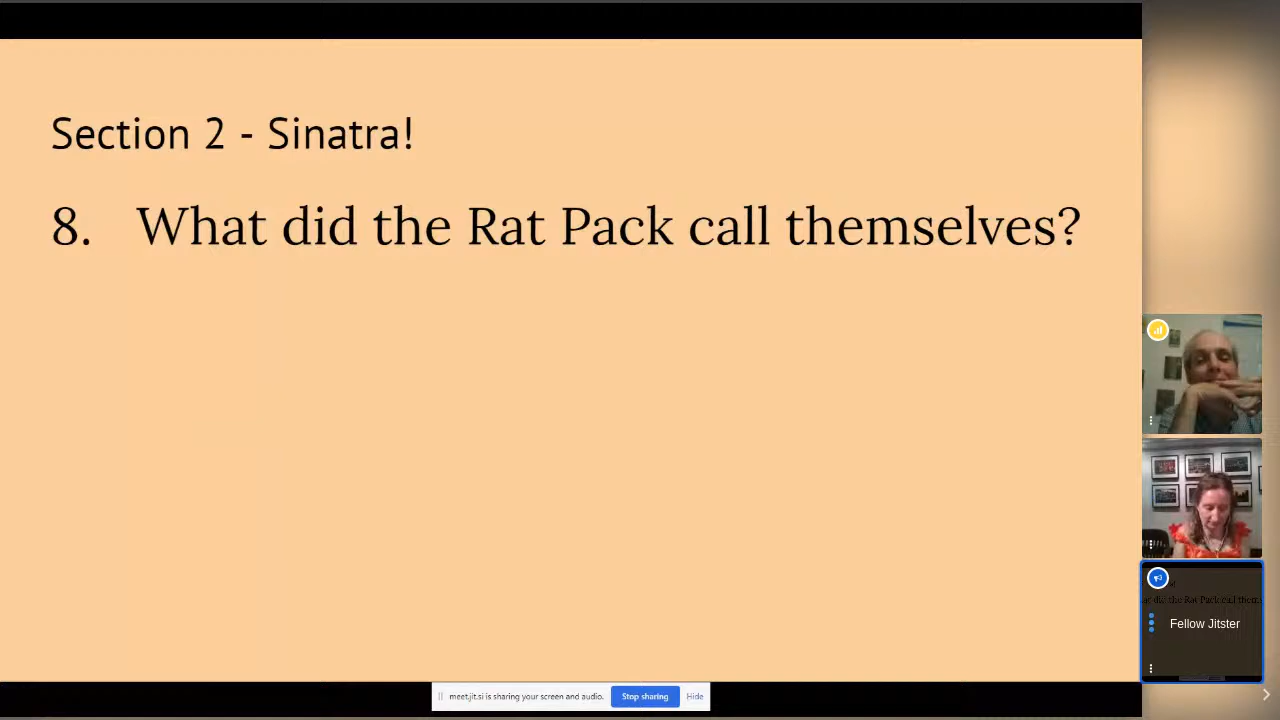 Section 2 - Sinatra!
8. What did the Rat Pack call themselves?
Fellow Jitster
meet.jit.si is sharing your screen and audio. Stop sharing Hide